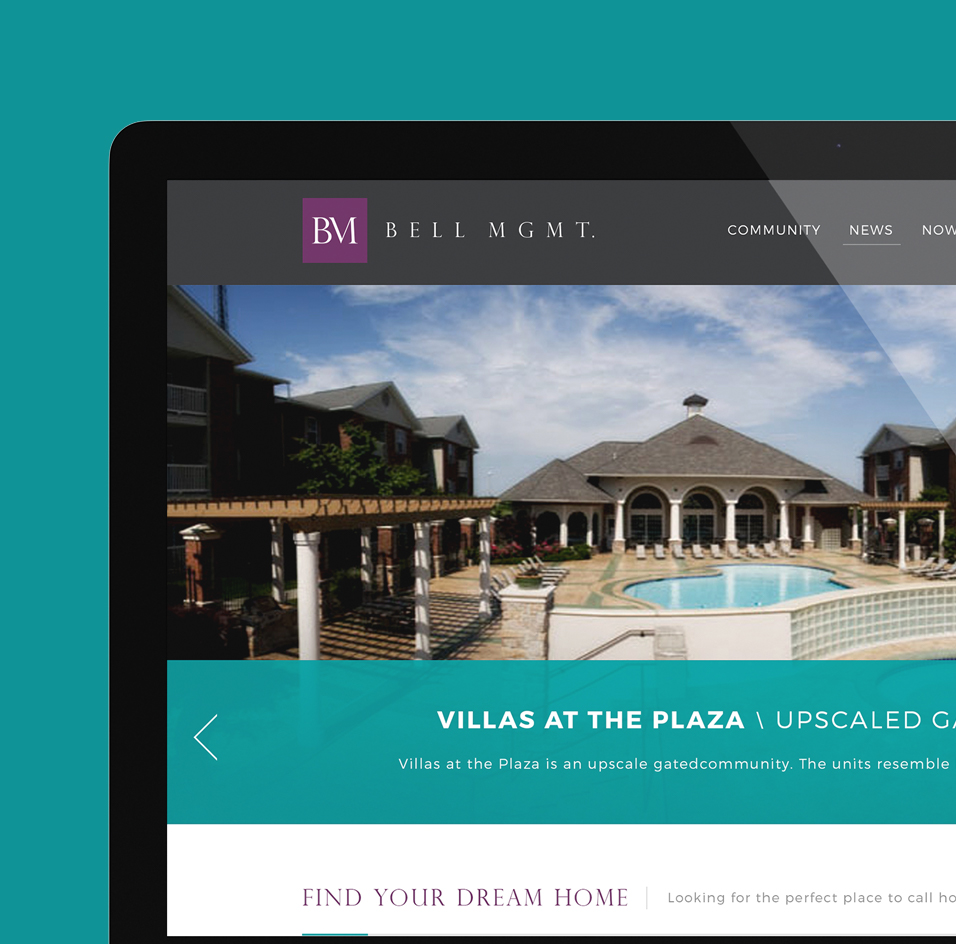 BM BELL MGMT. COMMUNITY NEWS NOW
VILLAS AT THE PLAZA \ UPSCALED GA
Villas at the Plaza is an upscale gatedcommunity. The units resemble
FIND YOUR DREAM HOME | Looking for the perfect place to call ho